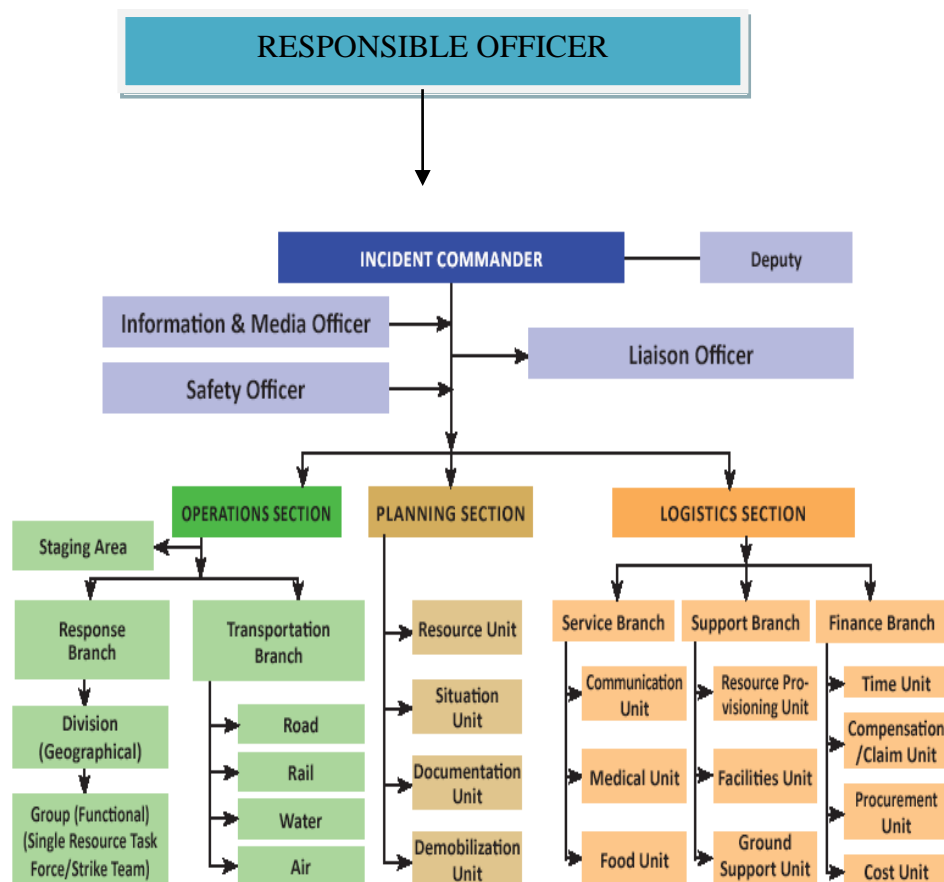 RESPONSIBLE OFFICER
INCIDENT COMMANDER
Deputy
Information & Media Officer
Liaison Officer
Safety Officer
OPERATIONS SECTION
PLANNING SECTION
LOGISTICS SECTION
Staging Area
Response
Branch
Transportation
Branch
Division
(Geographical)
Group (Functional)
(Single Resource Task
Force/Strike Team)
Road
Rail
Water
Air
Resource Unit
Situation
Unit
Documentation
Unit
Demobilization
Unit
Service Branch
Support Branch
Finance Branch
Communication
Unit
Medical Unit
Food Unit
Resource Pro-
visioning Unit
Facilities Unit
Ground
Support Unit
Time Unit
Compensation
/Claim Unit
Procurement
Unit
Cost Unit